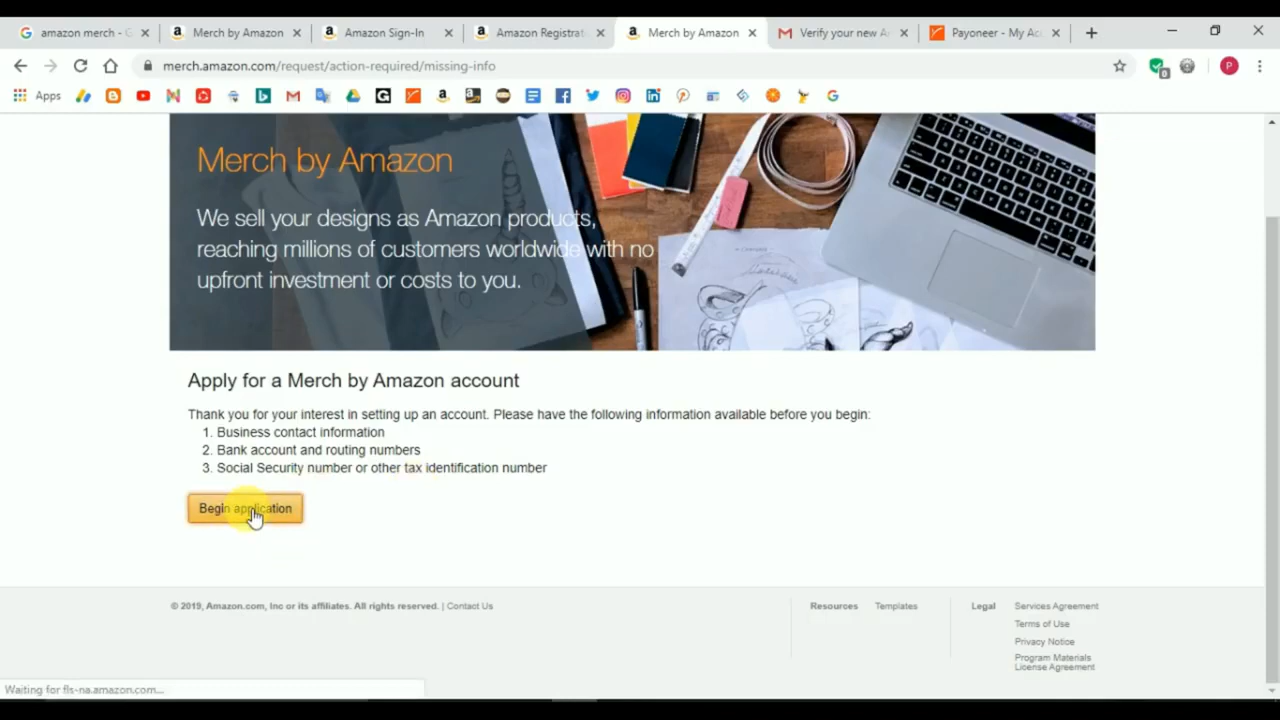 amazon merch - G
Merch by Amazon
Amazon Sign-In
Amazon Registrat
Merch by Amazon
Verify your new A
Payoneer - My Ac
merch.amazon.com/request/action-required/missing-info
0
P
Apps
Merch by Amazon
We sell your designs as Amazon products,
reaching millions of customers worldwide with no
upfront investment or costs to you.
Apply for a Merch by Amazon account
Thank you for your interest in setting up an account. Please have the following information available before you begin:
1. Business contact information
2. Bank account and routing numbers
3. Social Security number or other tax identification number
Begin application
© 2019, Amazon.com, Inc or its affiliates. All rights reserved. | Contact Us
Resources
Templates
Legal
Services Agreement
Terms of Use
Privacy Notice
Program Materials
License Agreement
Waiting for fls-na.amazon.com...